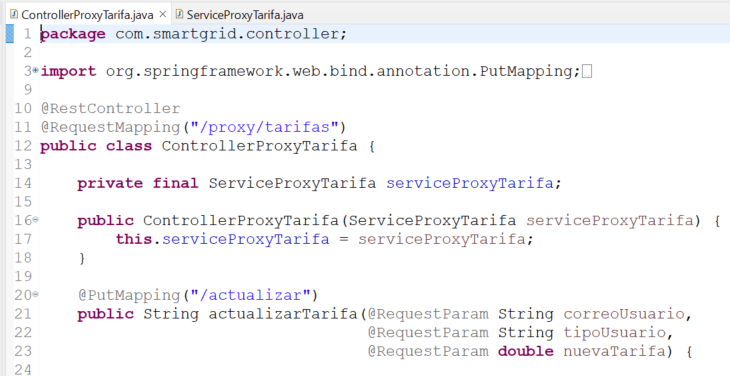 ControllerProxyTarifa.java × ServiceProxyTarifa.java
1 package com.smartgrid.controller;
2
3 import org.springframework.web.bind.annotation.PutMapping;
9
10 @RestController
11 @RequestMapping("/proxy/tarifas")
12 public class ControllerProxyTarifa {
13
14     private final ServiceProxyTarifa serviceProxyTarifa;
15
16     public ControllerProxyTarifa(ServiceProxyTarifa serviceProxyTarifa) {
17         this.serviceProxyTarifa = serviceProxyTarifa;
18     }
19
20     @PutMapping("/actualizar")
21     public String actualizarTarifa(@RequestParam String correoUsuario,
22                                    @RequestParam String tipoUsuario,
23                                    @RequestParam double nuevaTarifa) {
24